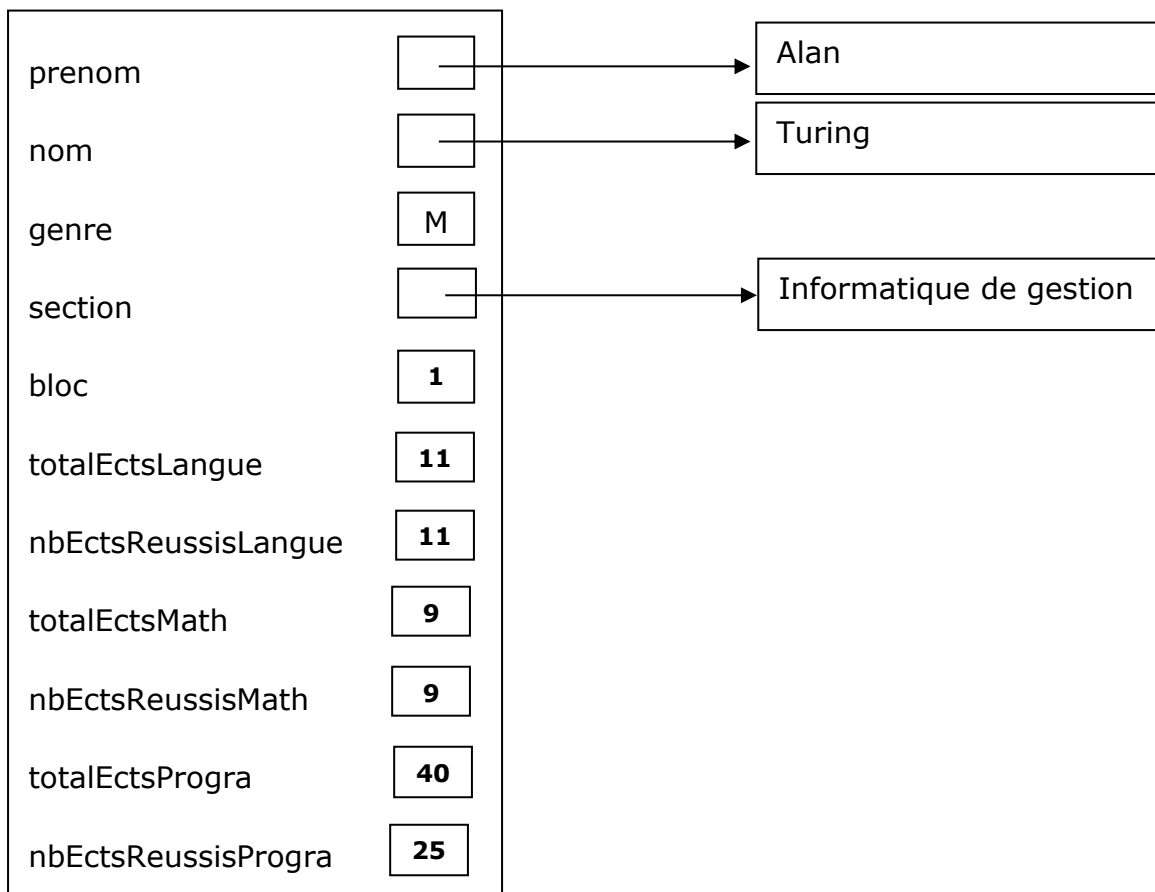 prenom Alan
nom Turing
genre M
section Informatique de gestion
bloc 1
totalEctsLangue 11
nbEctsReussisLangue 11
totalEctsMath 9
nbEctsReussisMath 9
totalEctsProgra 40
nbEctsReussisProgra 25